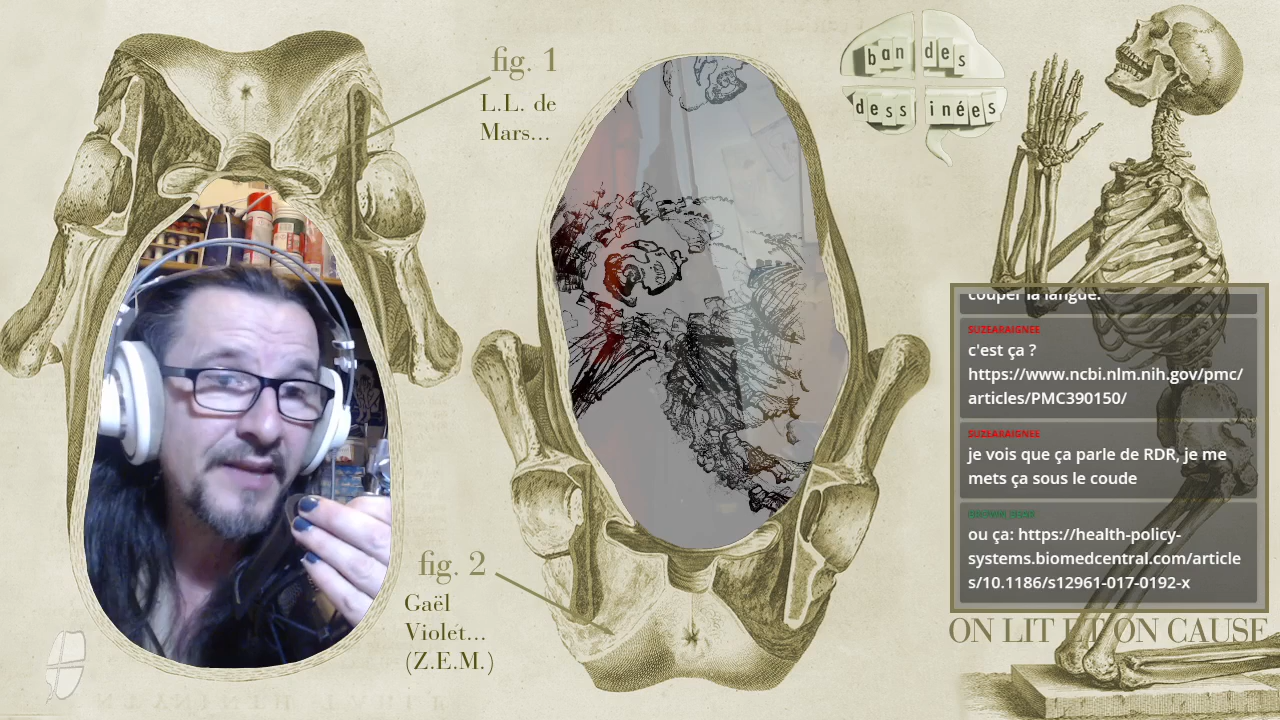 fig. 1
L.L. de
Mars...
ban des
dess inées
couper la langue.
SUZEARAIGNEE
c'est ça ?
https://www.ncbi.nlm.nih.gov/pmc/
articles/PMC390150/
SUZEARAIGNEE
je vois que ça parle de RDR, je me
mets ça sous le coude
ou ça: https://health-policy-
systems.biomedcentral.com/article
s/10.1186/s12961-017-0192-x
fig. 2
Gaël
Violet...
(Z.E.M.)
ON LIT ET ON CAUSE